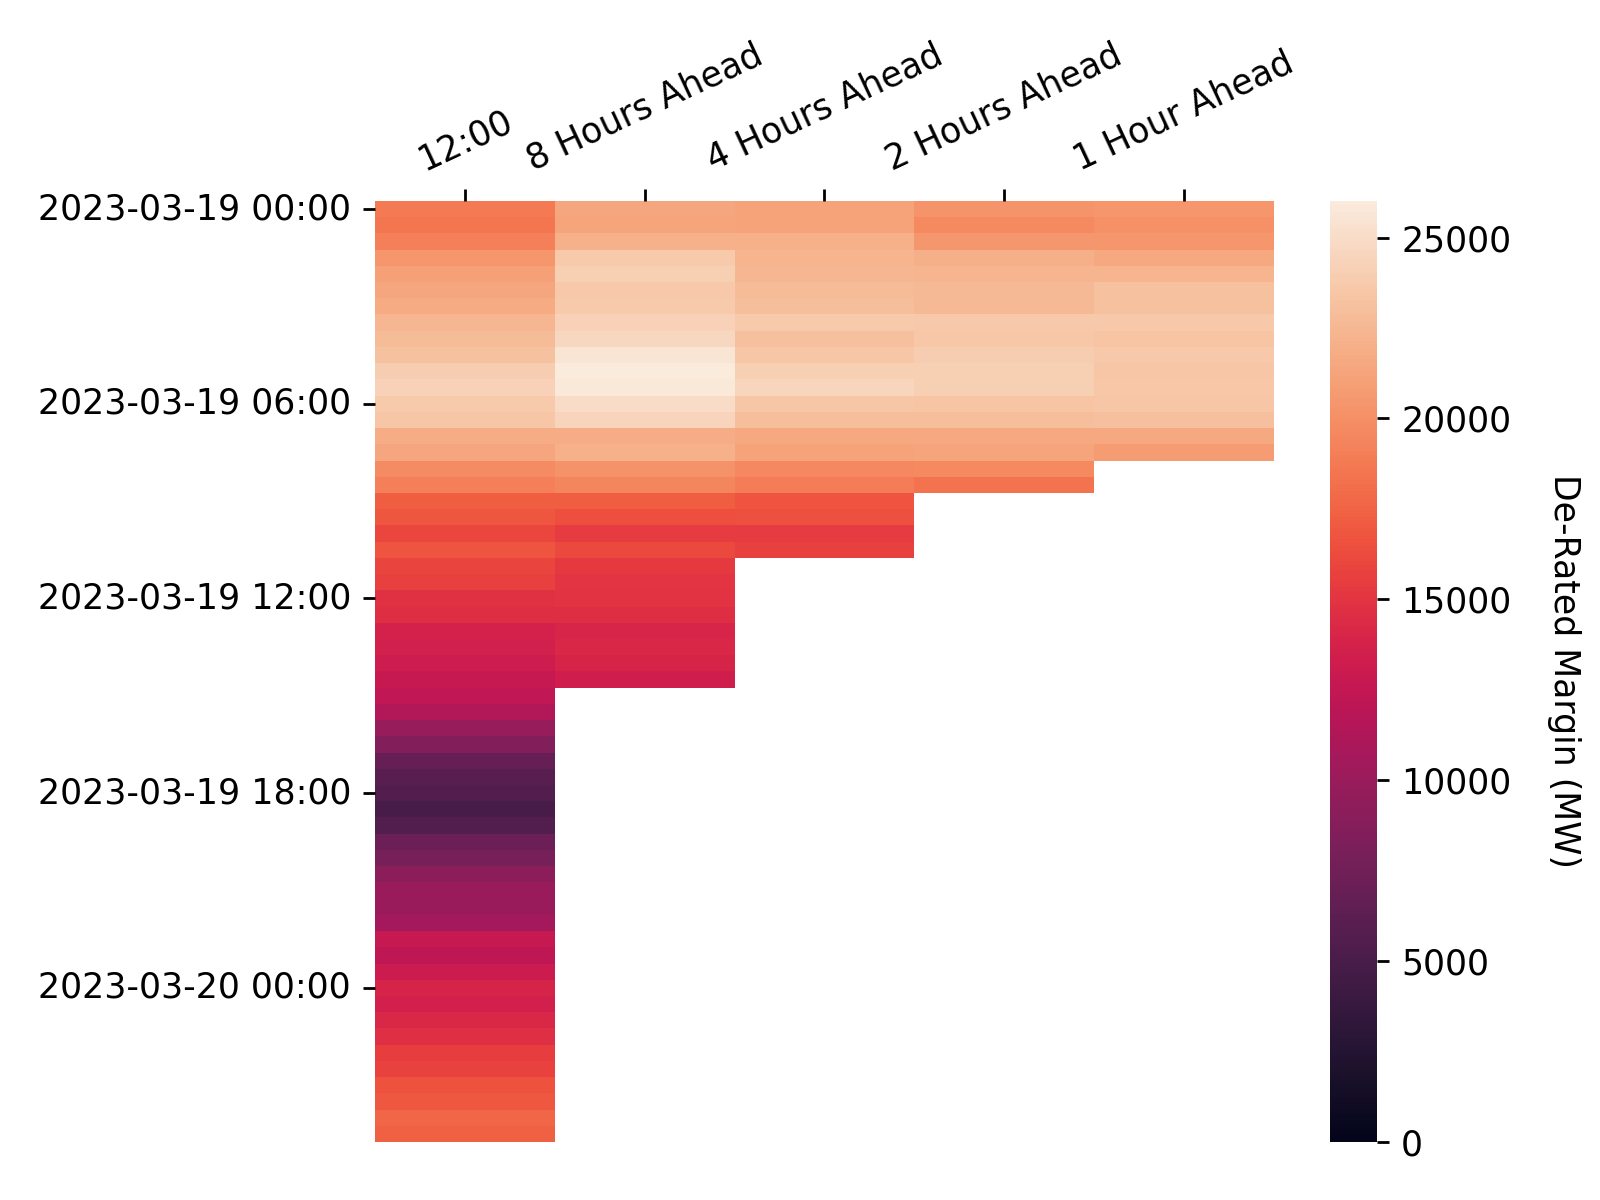 12:00
8 Hours Ahead
4 Hours Ahead
2 Hours Ahead
1 Hour Ahead
2023-03-19 00:00
2023-03-19 06:00
2023-03-19 12:00
2023-03-19 18:00
2023-03-20 00:00
25000
20000
15000
10000
5000
0
De-Rated Margin (MW)